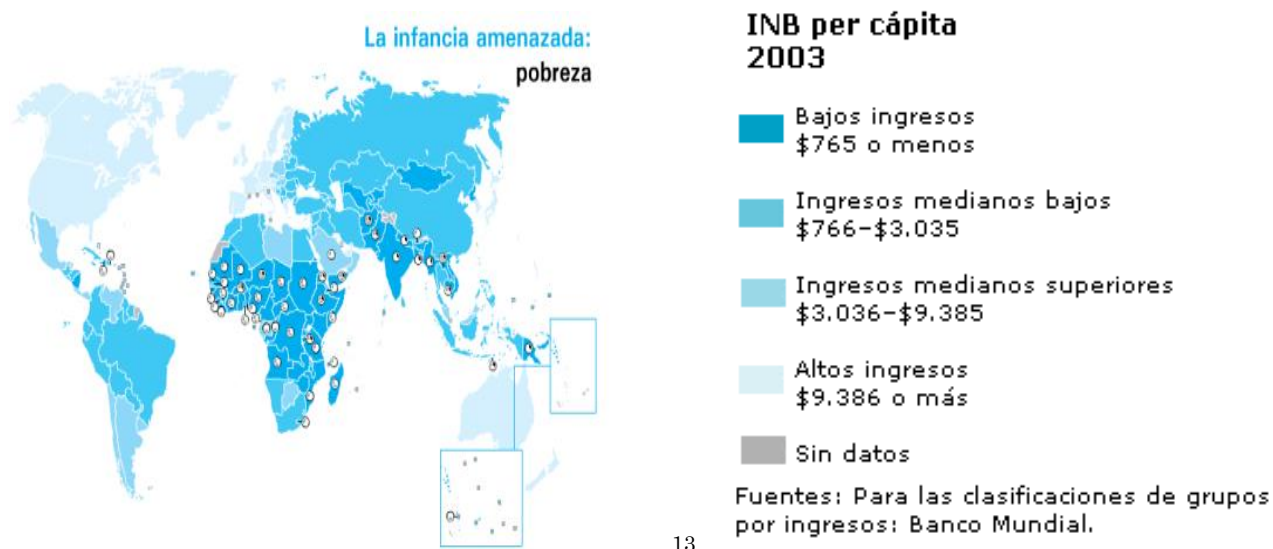 La infancia amenazada:
pobreza
INB per cápita
2003
Bajos ingresos
$765 o menos
Ingresos medianos bajos
$766–$3.035
Ingresos medianos superiores
$3.036–$9.385
Altos ingresos
$9.386 o más
Sin datos
Fuentes: Para las clasificaciones de grupos
por ingresos: Banco Mundial.
13